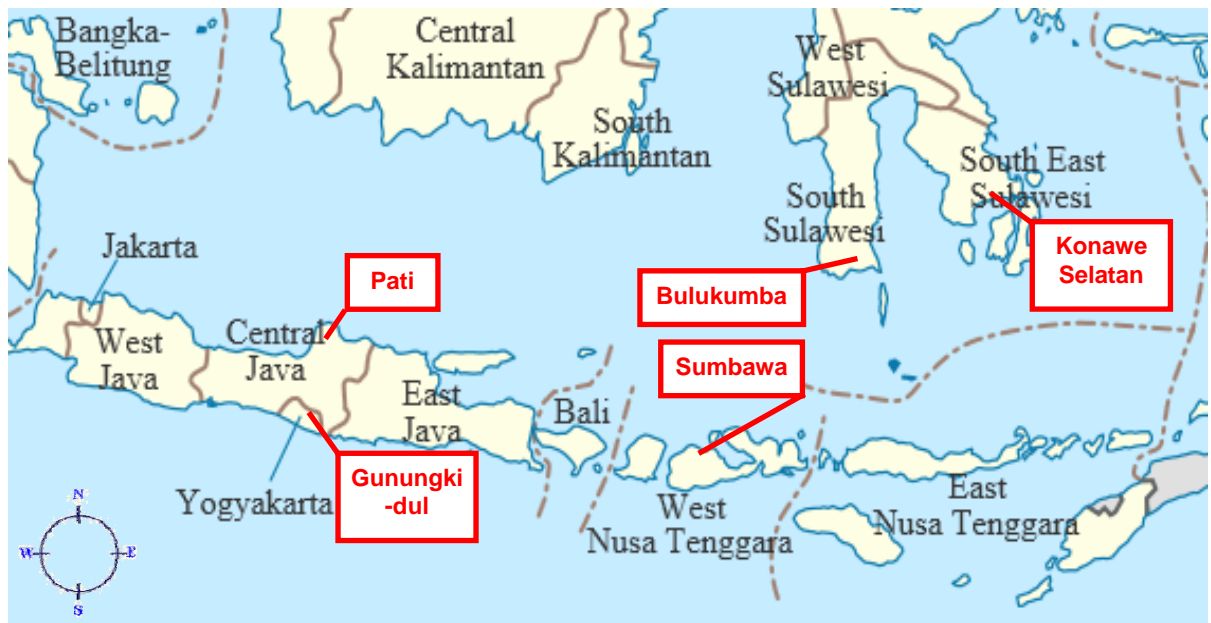 Bangka-
Belitung
Central
Kalimantan
West
Sulawesi
South
Kalimantan
South East
Sulawesi
South
Sulawesi
Konawe
Selatan
Jakarta
Pati
Bulukumba
West
Java
Central
Java
Sumbawa
East
Java
Bali
Gunungki
-dul
Yogyakarta
West
Nusa Tenggara
East
Nusa Tenggara
N
W
E
S